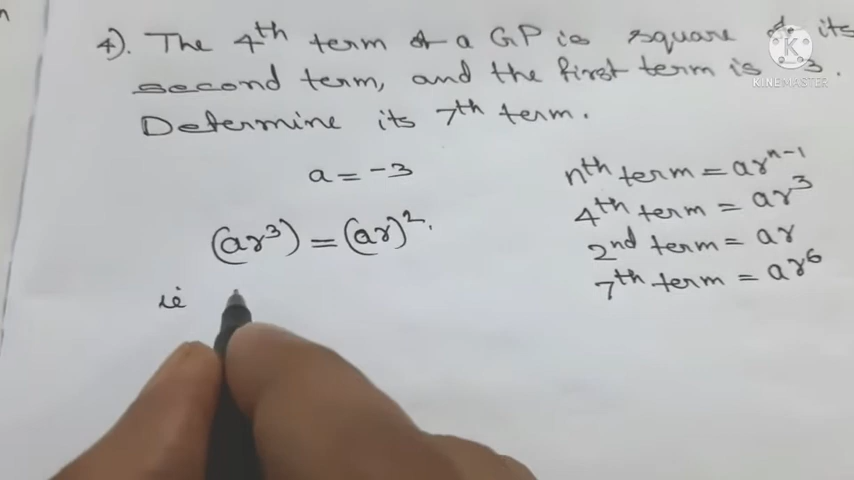 4). The 4th term of a GP is square of its
second term, and the first term is 3.
Determine its 7th term.
a = -3
(ar³) = (ar)².
ie
nth term = arⁿ⁻¹
4th term = ar³
2nd term = ar
7th term = ar⁶
K
KINEMASTER